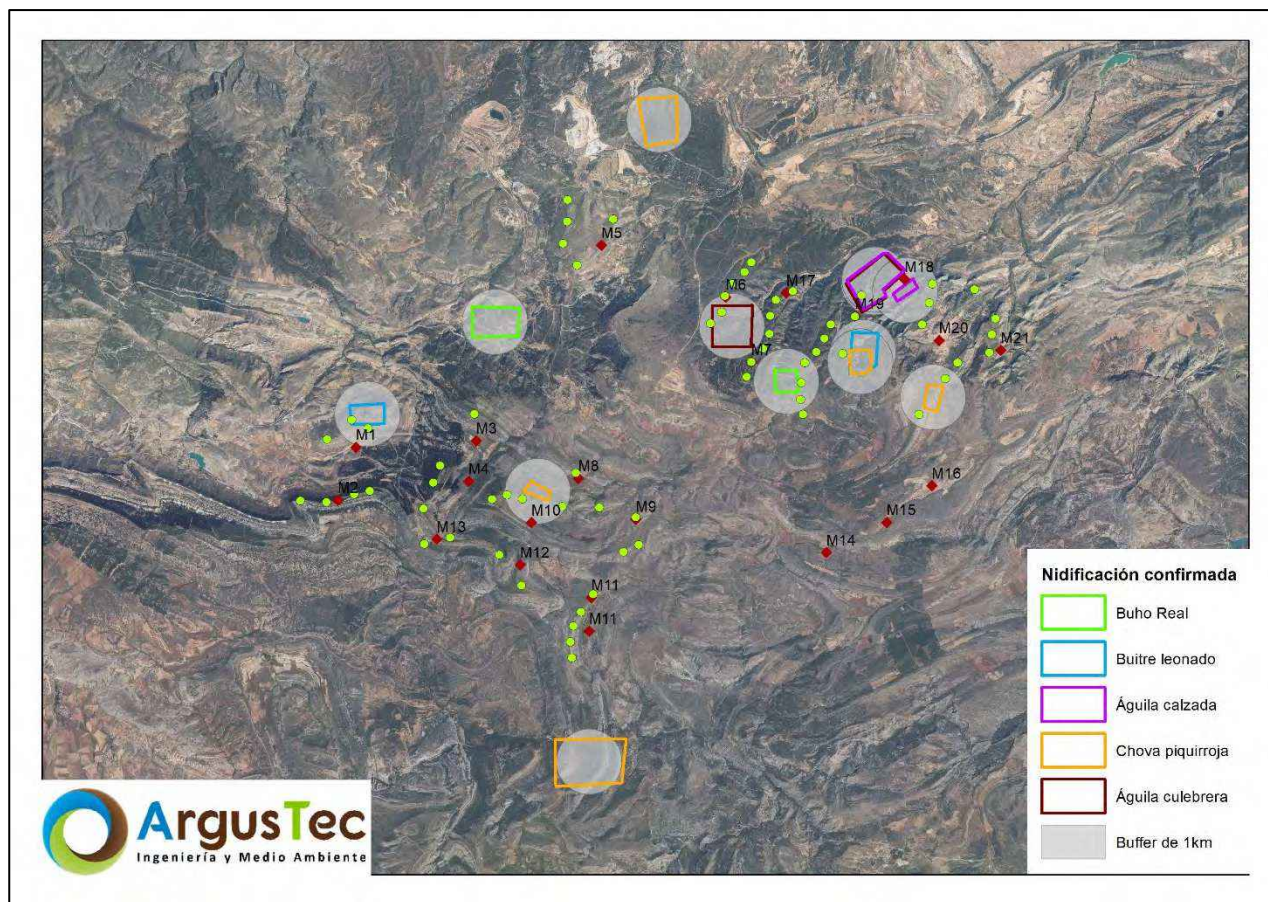 M5
M18
M6
M17
M19
M20
M21
M7
M1
M3
M4
M8
M2
M16
M9
M10
M15
M13
M14
M12
M11
M11
Nidificación confirmada
Buho Real
Buitre leonado
Águila calzada
Chova piquirroja
Águila culebrera
Buffer de 1km
ArgusTec
Ingeniería y Medio Ambiente